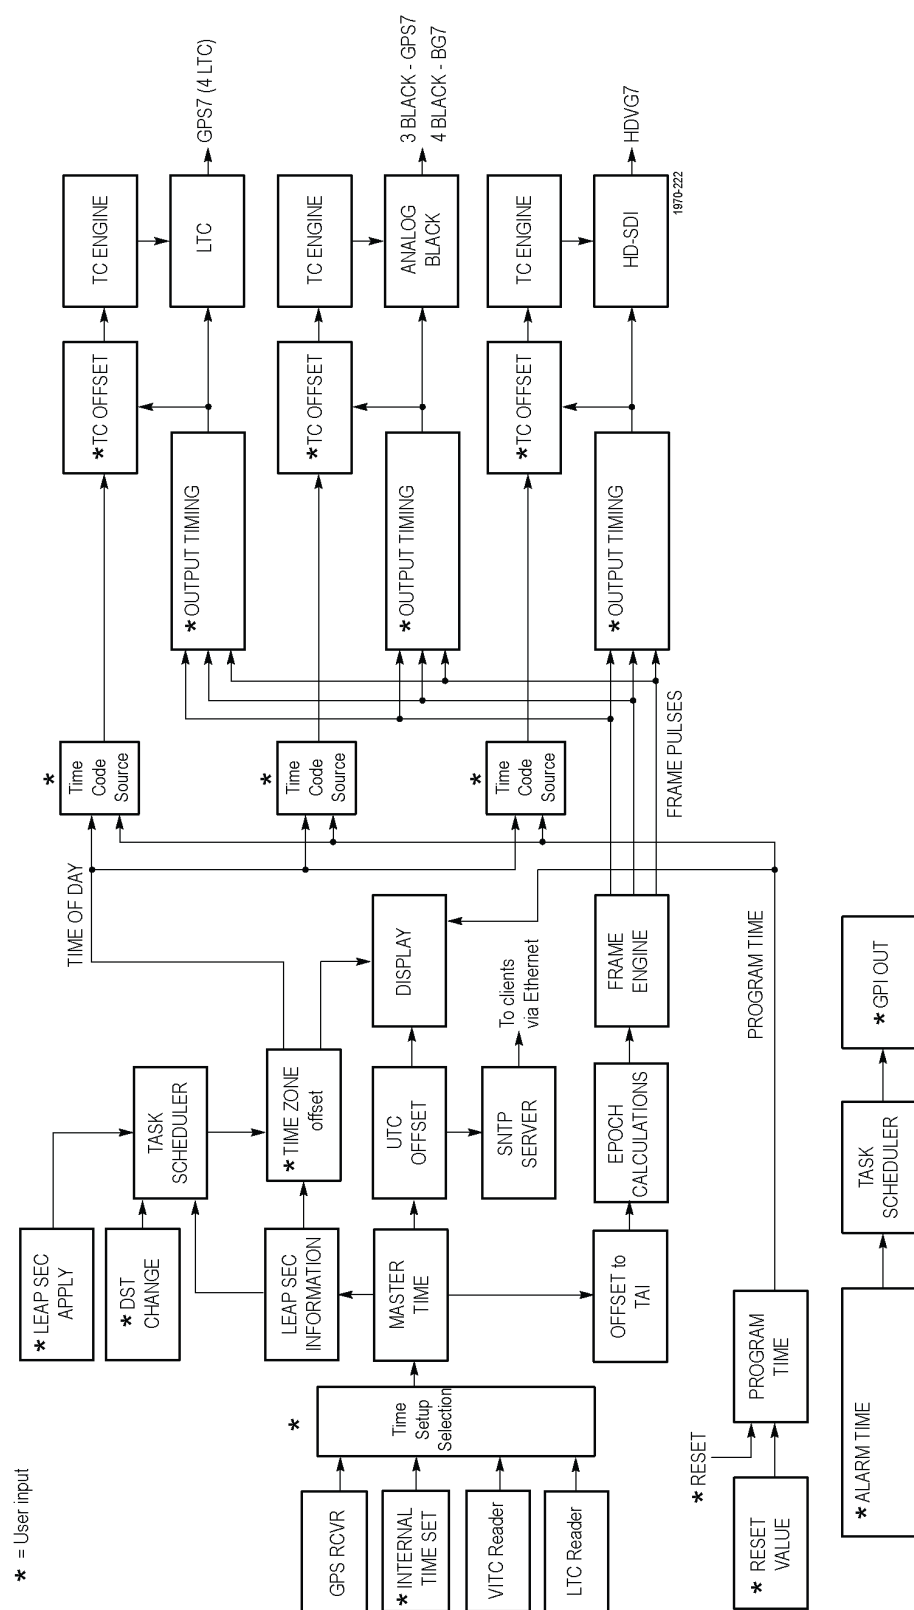 * = User input
GPS RCVR
* INTERNAL
TIME SET
VITC Reader
LTC Reader
*
Time
Setup
Selection
* LEAP SEC
APPLY
* DST
CHANGE
LEAP SEC
INFORMATION
MASTER
TIME
OFFSET to
TAI
TASK
SCHEDULER
* TIME ZONE
offset
UTC
OFFSET
SNTP
SERVER
EPOCH
CALCULATIONS
DISPLAY
To clients
via Ethernet
FRAME
ENGINE
TIME OF DAY
*
Time
Code
Source
*
Time
Code
Source
*
Time
Code
Source
FRAME PULSES
* OUTPUT TIMING
* OUTPUT TIMING
* OUTPUT TIMING
* TC OFFSET
* TC OFFSET
* TC OFFSET
TC ENGINE
LTC
TC ENGINE
ANALOG
BLACK
TC ENGINE
HD-SDI
GPS7 (4 LTC)
3 BLACK - GPS7
4 BLACK - BG7
HDVG7
1970-222
* RESET
* RESET
VALUE
PROGRAM
TIME
PROGRAM TIME
* ALARM TIME
TASK
SCHEDULER
* GPI OUT